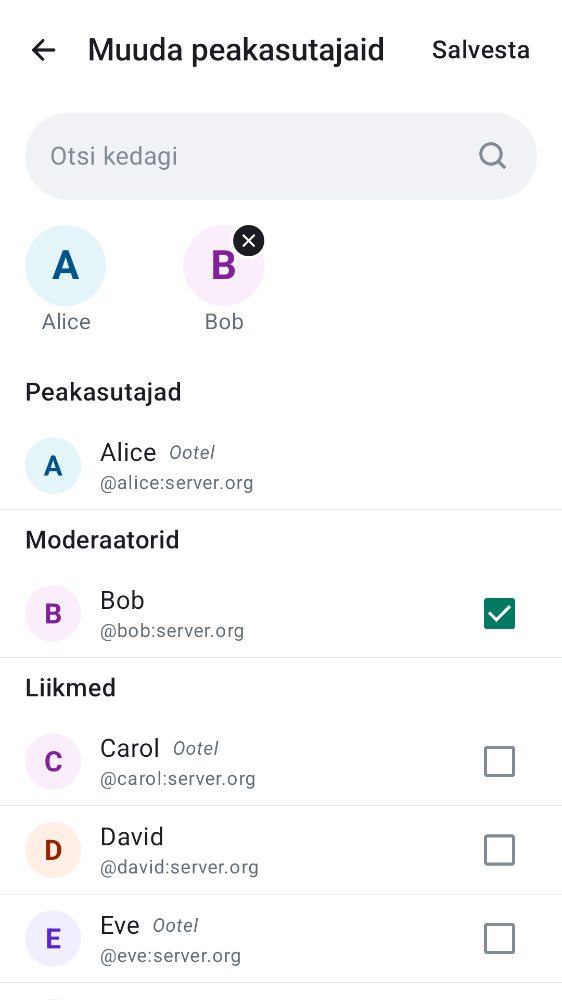 Muuda peakasutajaid
Salvesta
Otsi kedagi
A
B
Alice
Bob
Peakasutajad
A
Alice Ootel
@alice:server.org
Moderaatorid
B
Bob
@bob:server.org
Liikmed
C
Carol Ootel
@carol:server.org
D
David
@david:server.org
E
Eve Ootel
@eve:server.org